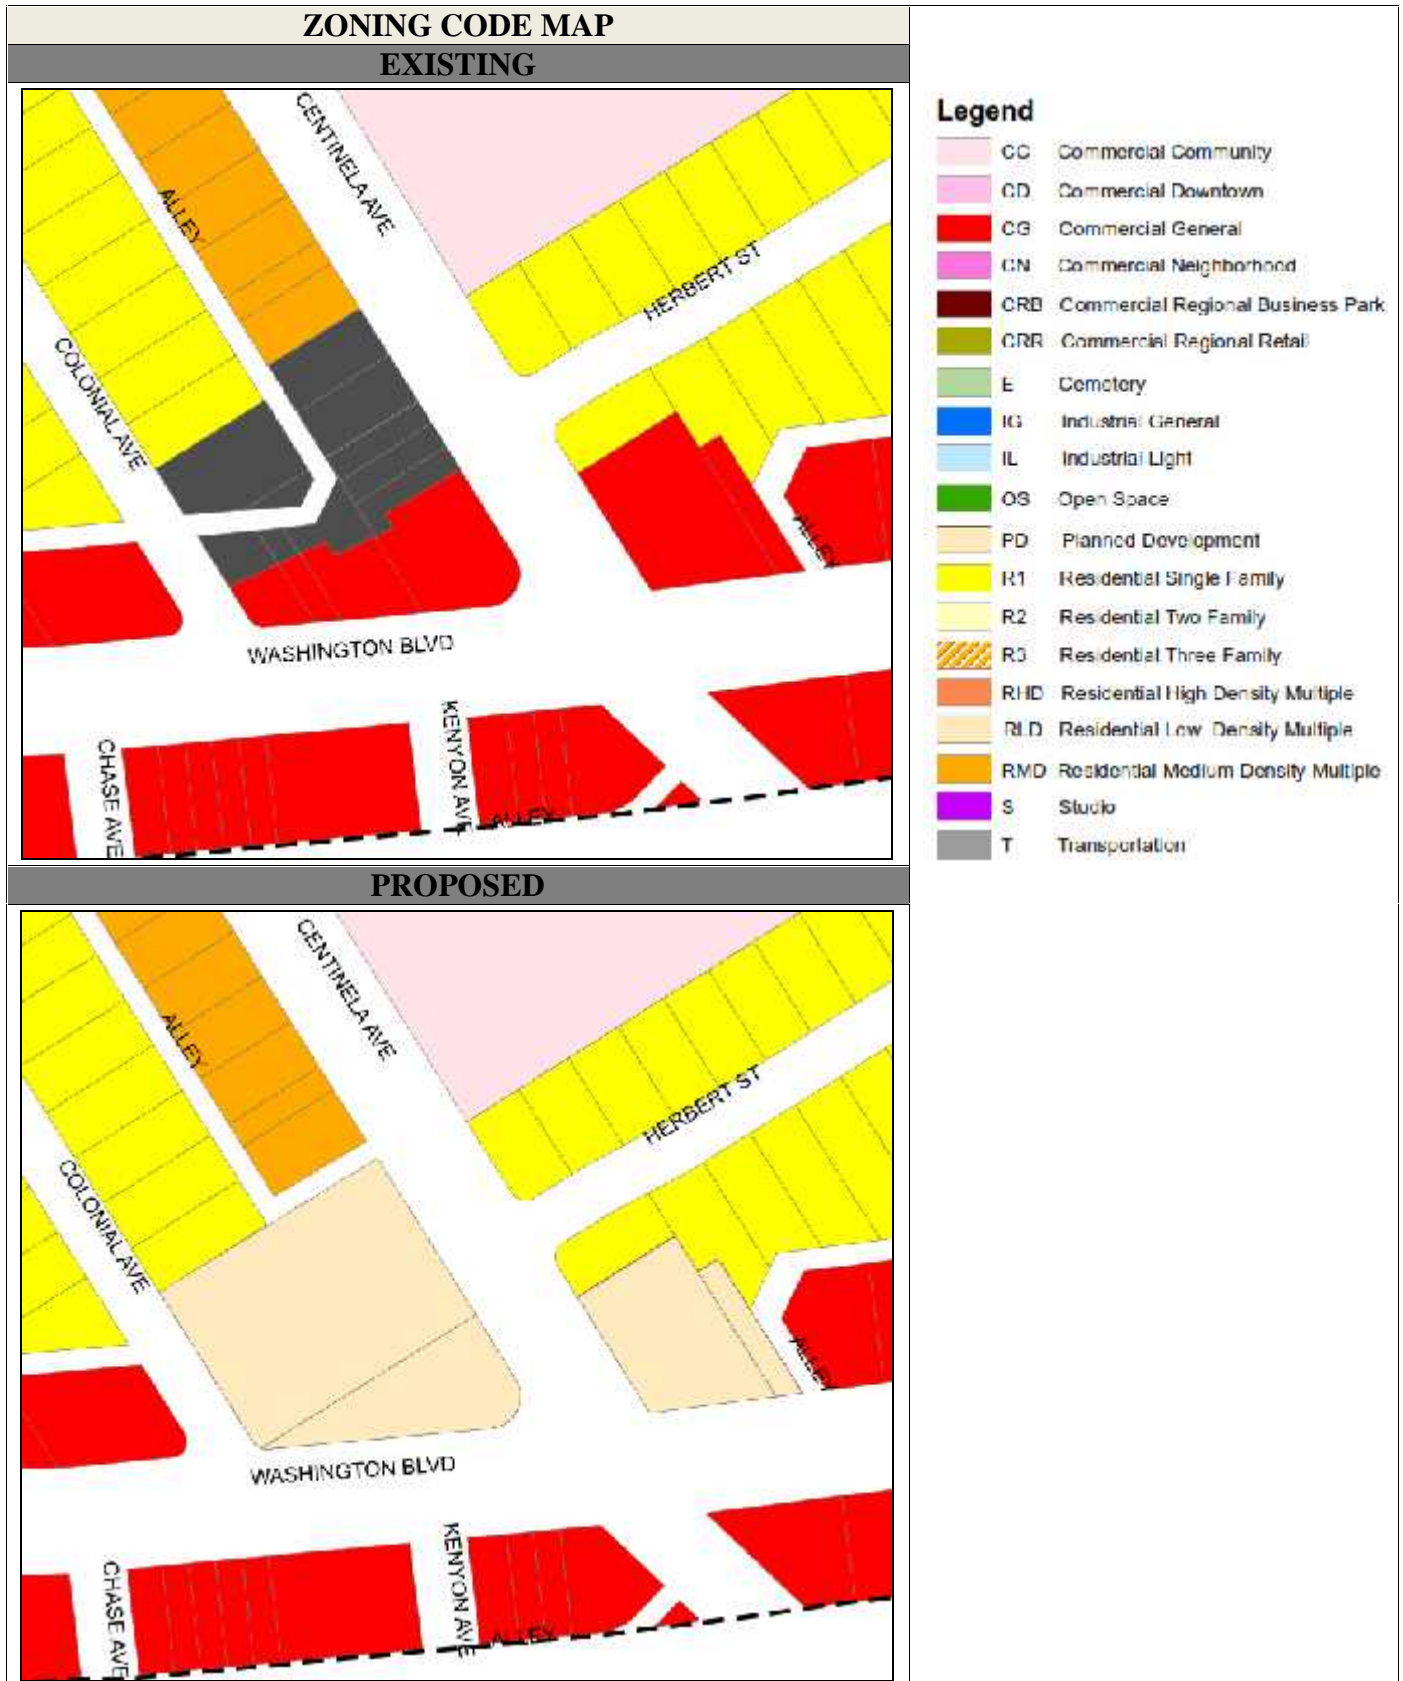 ZONING CODE MAP
EXISTING
CENTINELA AVE
ALLEY
HERBERT ST
COLONIAL AVE
ALLEY
WASHINGTON BLVD
KENYON AVE
CHASE AVE
ALLEY
Legend
CC Commercial Community
CD Commercial Downtown
CG Commercial General
CN Commercial Neighborhood
CRB Commercial Regional Business Park
CRR Commercial Regional Retail
E Cemetery
IG Industrial General
IL Industrial Light
OS Open Space
PD Planned Development
R1 Residential Single Family
R2 Residential Two Family
R3 Residential Three Family
RHD Residential High Density Multiple
RLD Residential Low Density Multiple
RMD Residential Medium Density Multiple
S Studio
T Transportation
PROPOSED
CENTINELA AVE
ALLEY
HERBERT ST
COLONIAL AVE
ALLEY
WASHINGTON BLVD
KENYON AVE
CHASE AVE
ALLEY